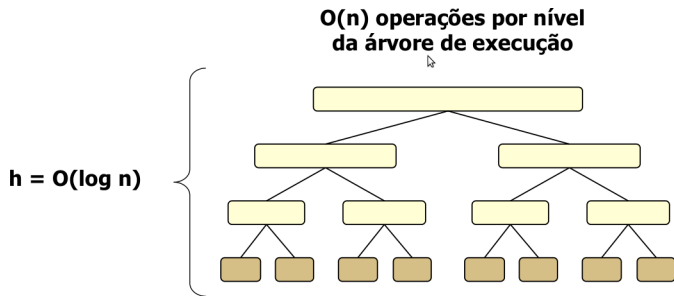 O(n) operações por nível
da árvore de execução
h = O(log n)